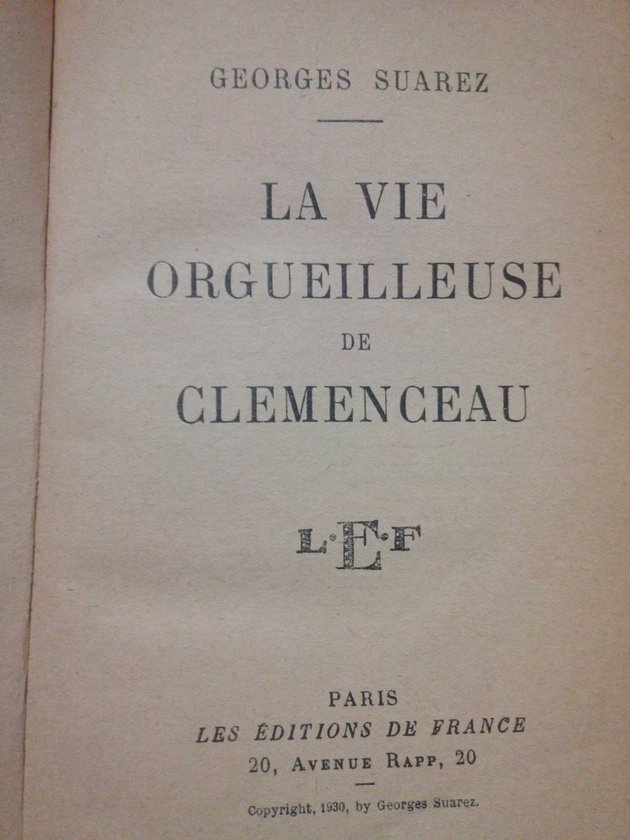 GEORGES SUAREZ
LA VIE
ORGUEILLEUSE
DE
CLEMENCEAU
L·E·F
PARIS
LES ÉDITIONS DE FRANCE
20, AVENUE RAPP, 20
Copyright, 1930, by Georges Suarez.